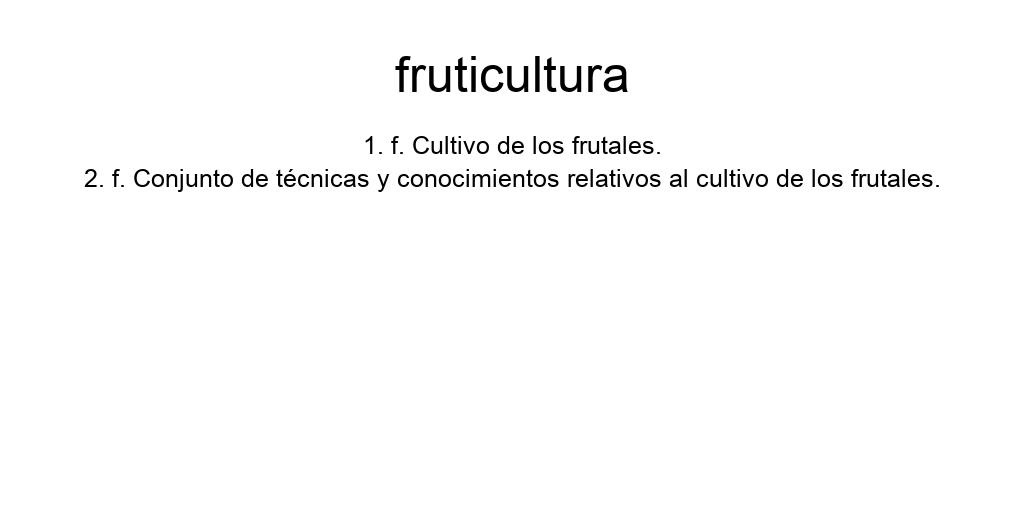 fruticultura
1. f. Cultivo de los frutales.
2. f. Conjunto de técnicas y conocimientos relativos al cultivo de los frutales.